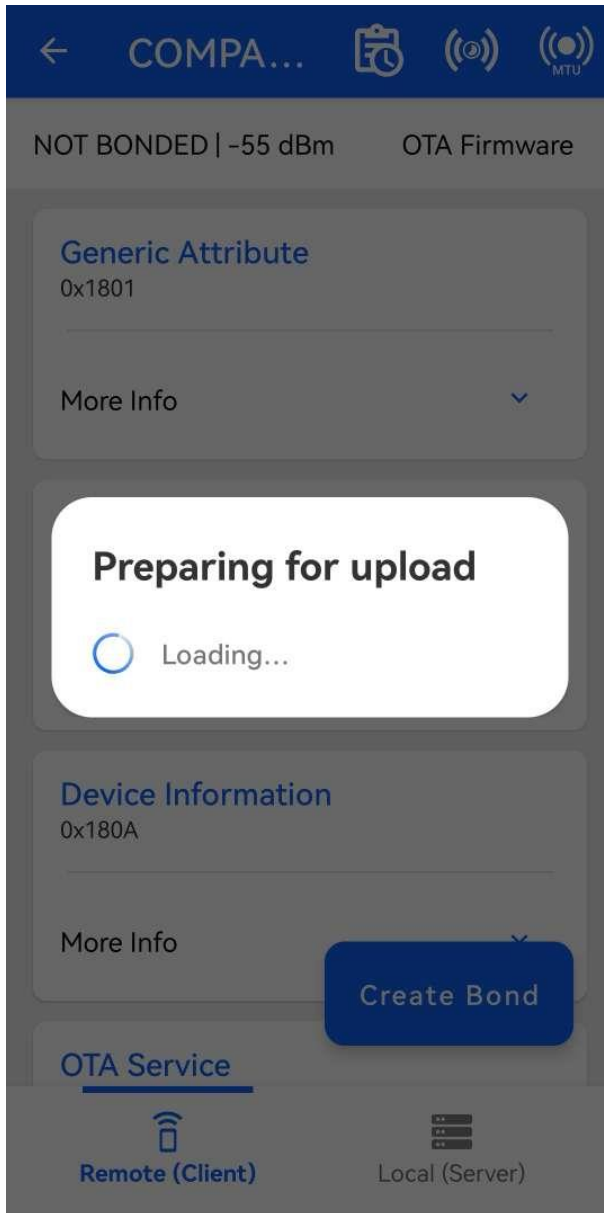 COMPA...
MTU
NOT BONDED | -55 dBm
OTA Firmware
Generic Attribute
0x1801
More Info
Preparing for upload
Loading...
Device Information
0x180A
More Info
Create Bond
OTA Service
Remote (Client)
Local (Server)